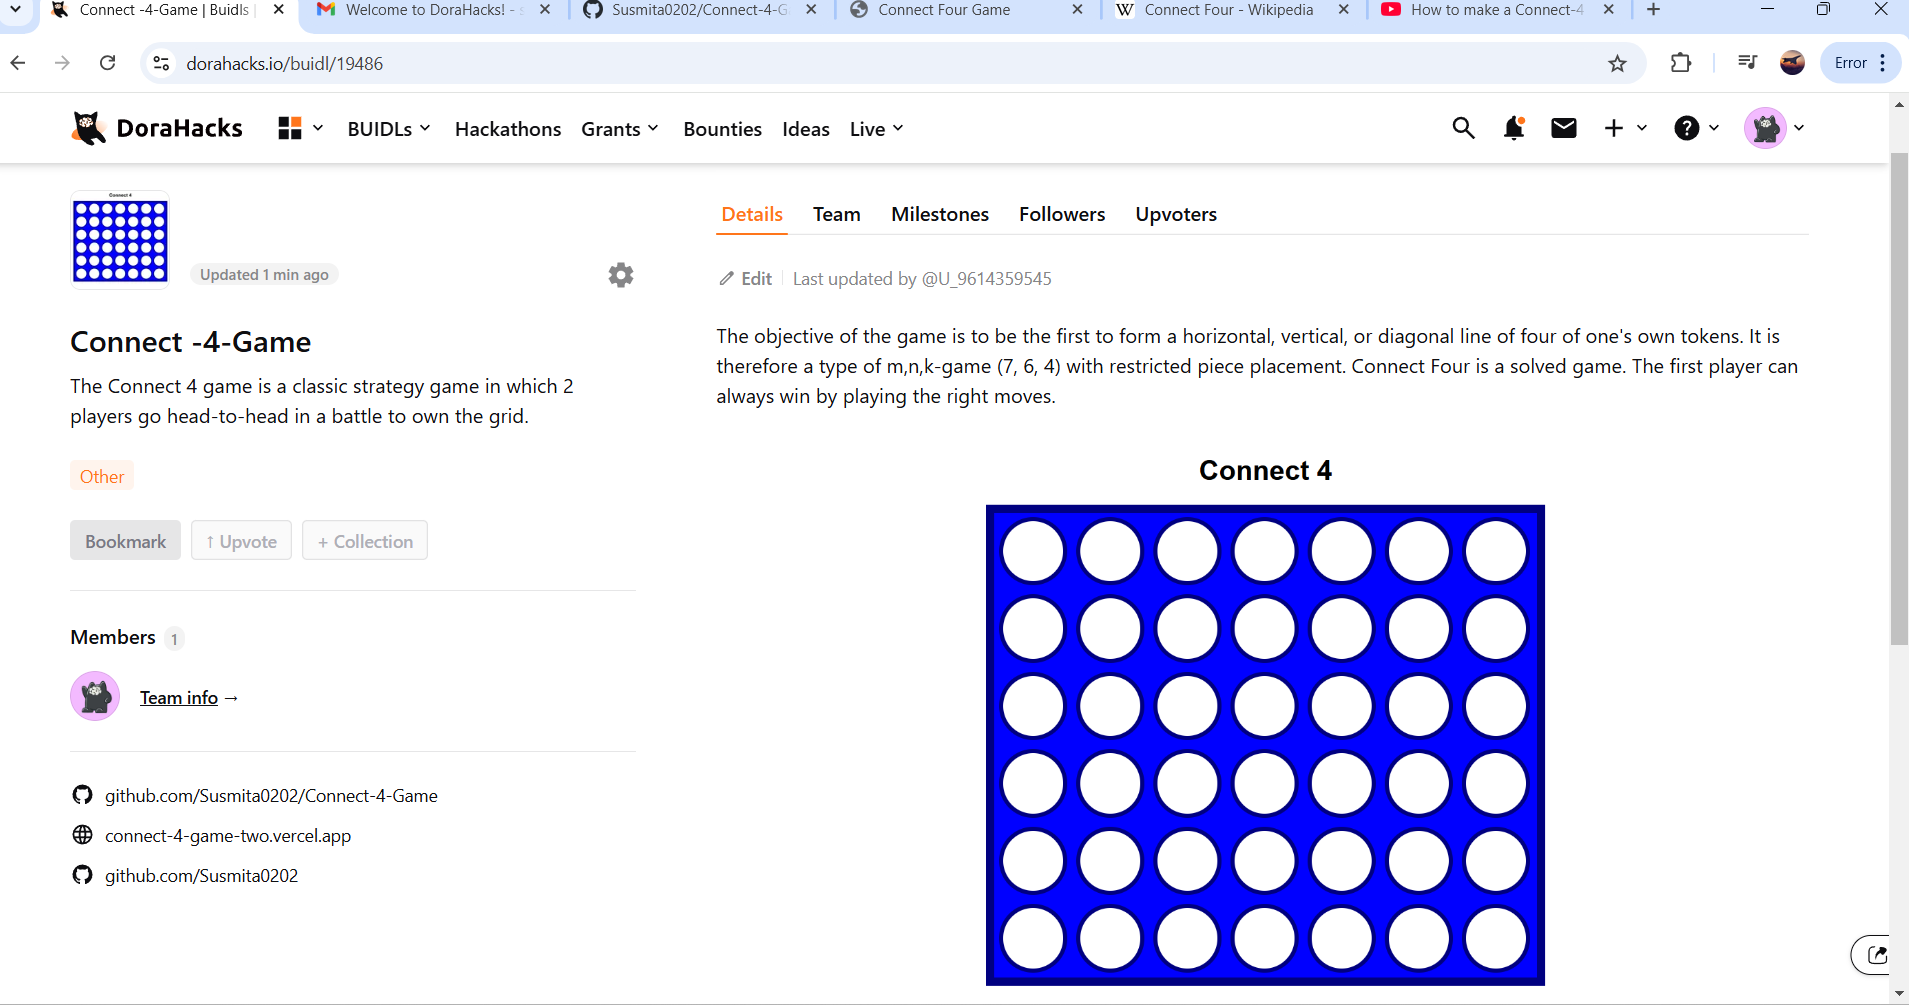 Connect -4-Game | Buidls
Welcome to DoraHacks! -
Susmita0202/Connect-4-G
Connect Four Game
Connect Four - Wikipedia
How to make a Connect-4
dorahacks.io/buidl/19486
Error
DoraHacks
BUIDLs
Hackathons
Grants
Bounties
Ideas
Live
Connect 4
Updated 1 min ago
Connect -4-Game
The Connect 4 game is a classic strategy game in which 2
players go head-to-head in a battle to own the grid.
Other
Bookmark
↑ Upvote
+ Collection
Members 1
Team info →
github.com/Susmita0202/Connect-4-Game
connect-4-game-two.vercel.app
github.com/Susmita0202
Details
Team
Milestones
Followers
Upvoters
Edit
Last updated by @U_9614359545
The objective of the game is to be the first to form a horizontal, vertical, or diagonal line of four of one's own tokens. It is
therefore a type of m,n,k-game (7, 6, 4) with restricted piece placement. Connect Four is a solved game. The first player can
always win by playing the right moves.
Connect 4